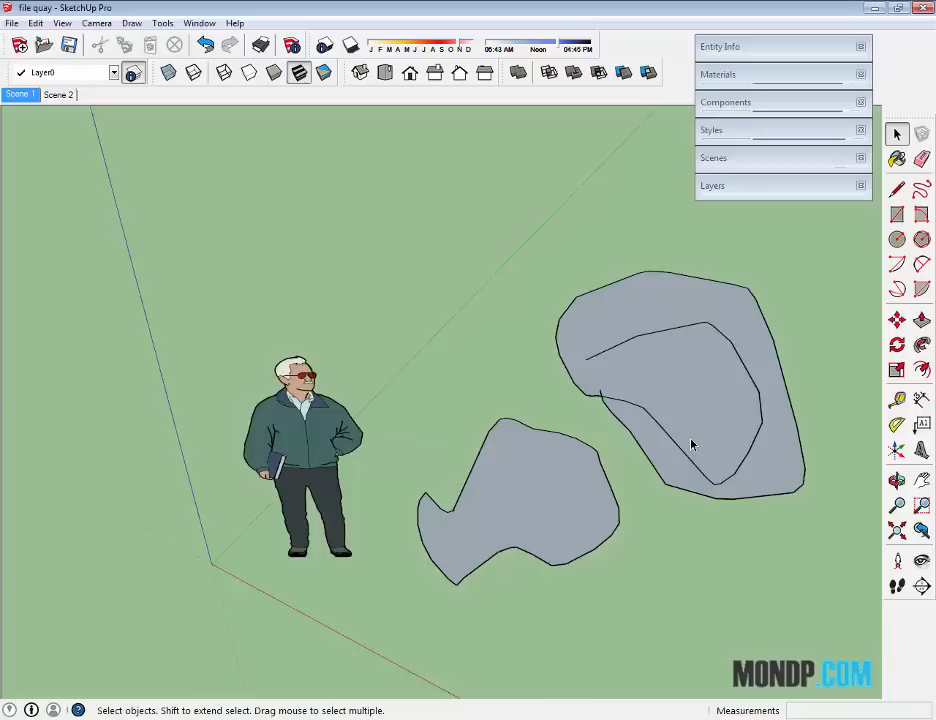 file quay - SketchUp Pro
File Edit View Camera Draw Tools Window Help
J F M A M J J A S O N D 06:43 AM Noon 04:45 PM
Layer0
Scene 1 Scene 2
Entity Info
Materials
Components
Styles
Scenes
Layers
A1
MONDP.COM
Select objects. Shift to extend select. Drag mouse to select multiple. Measurements